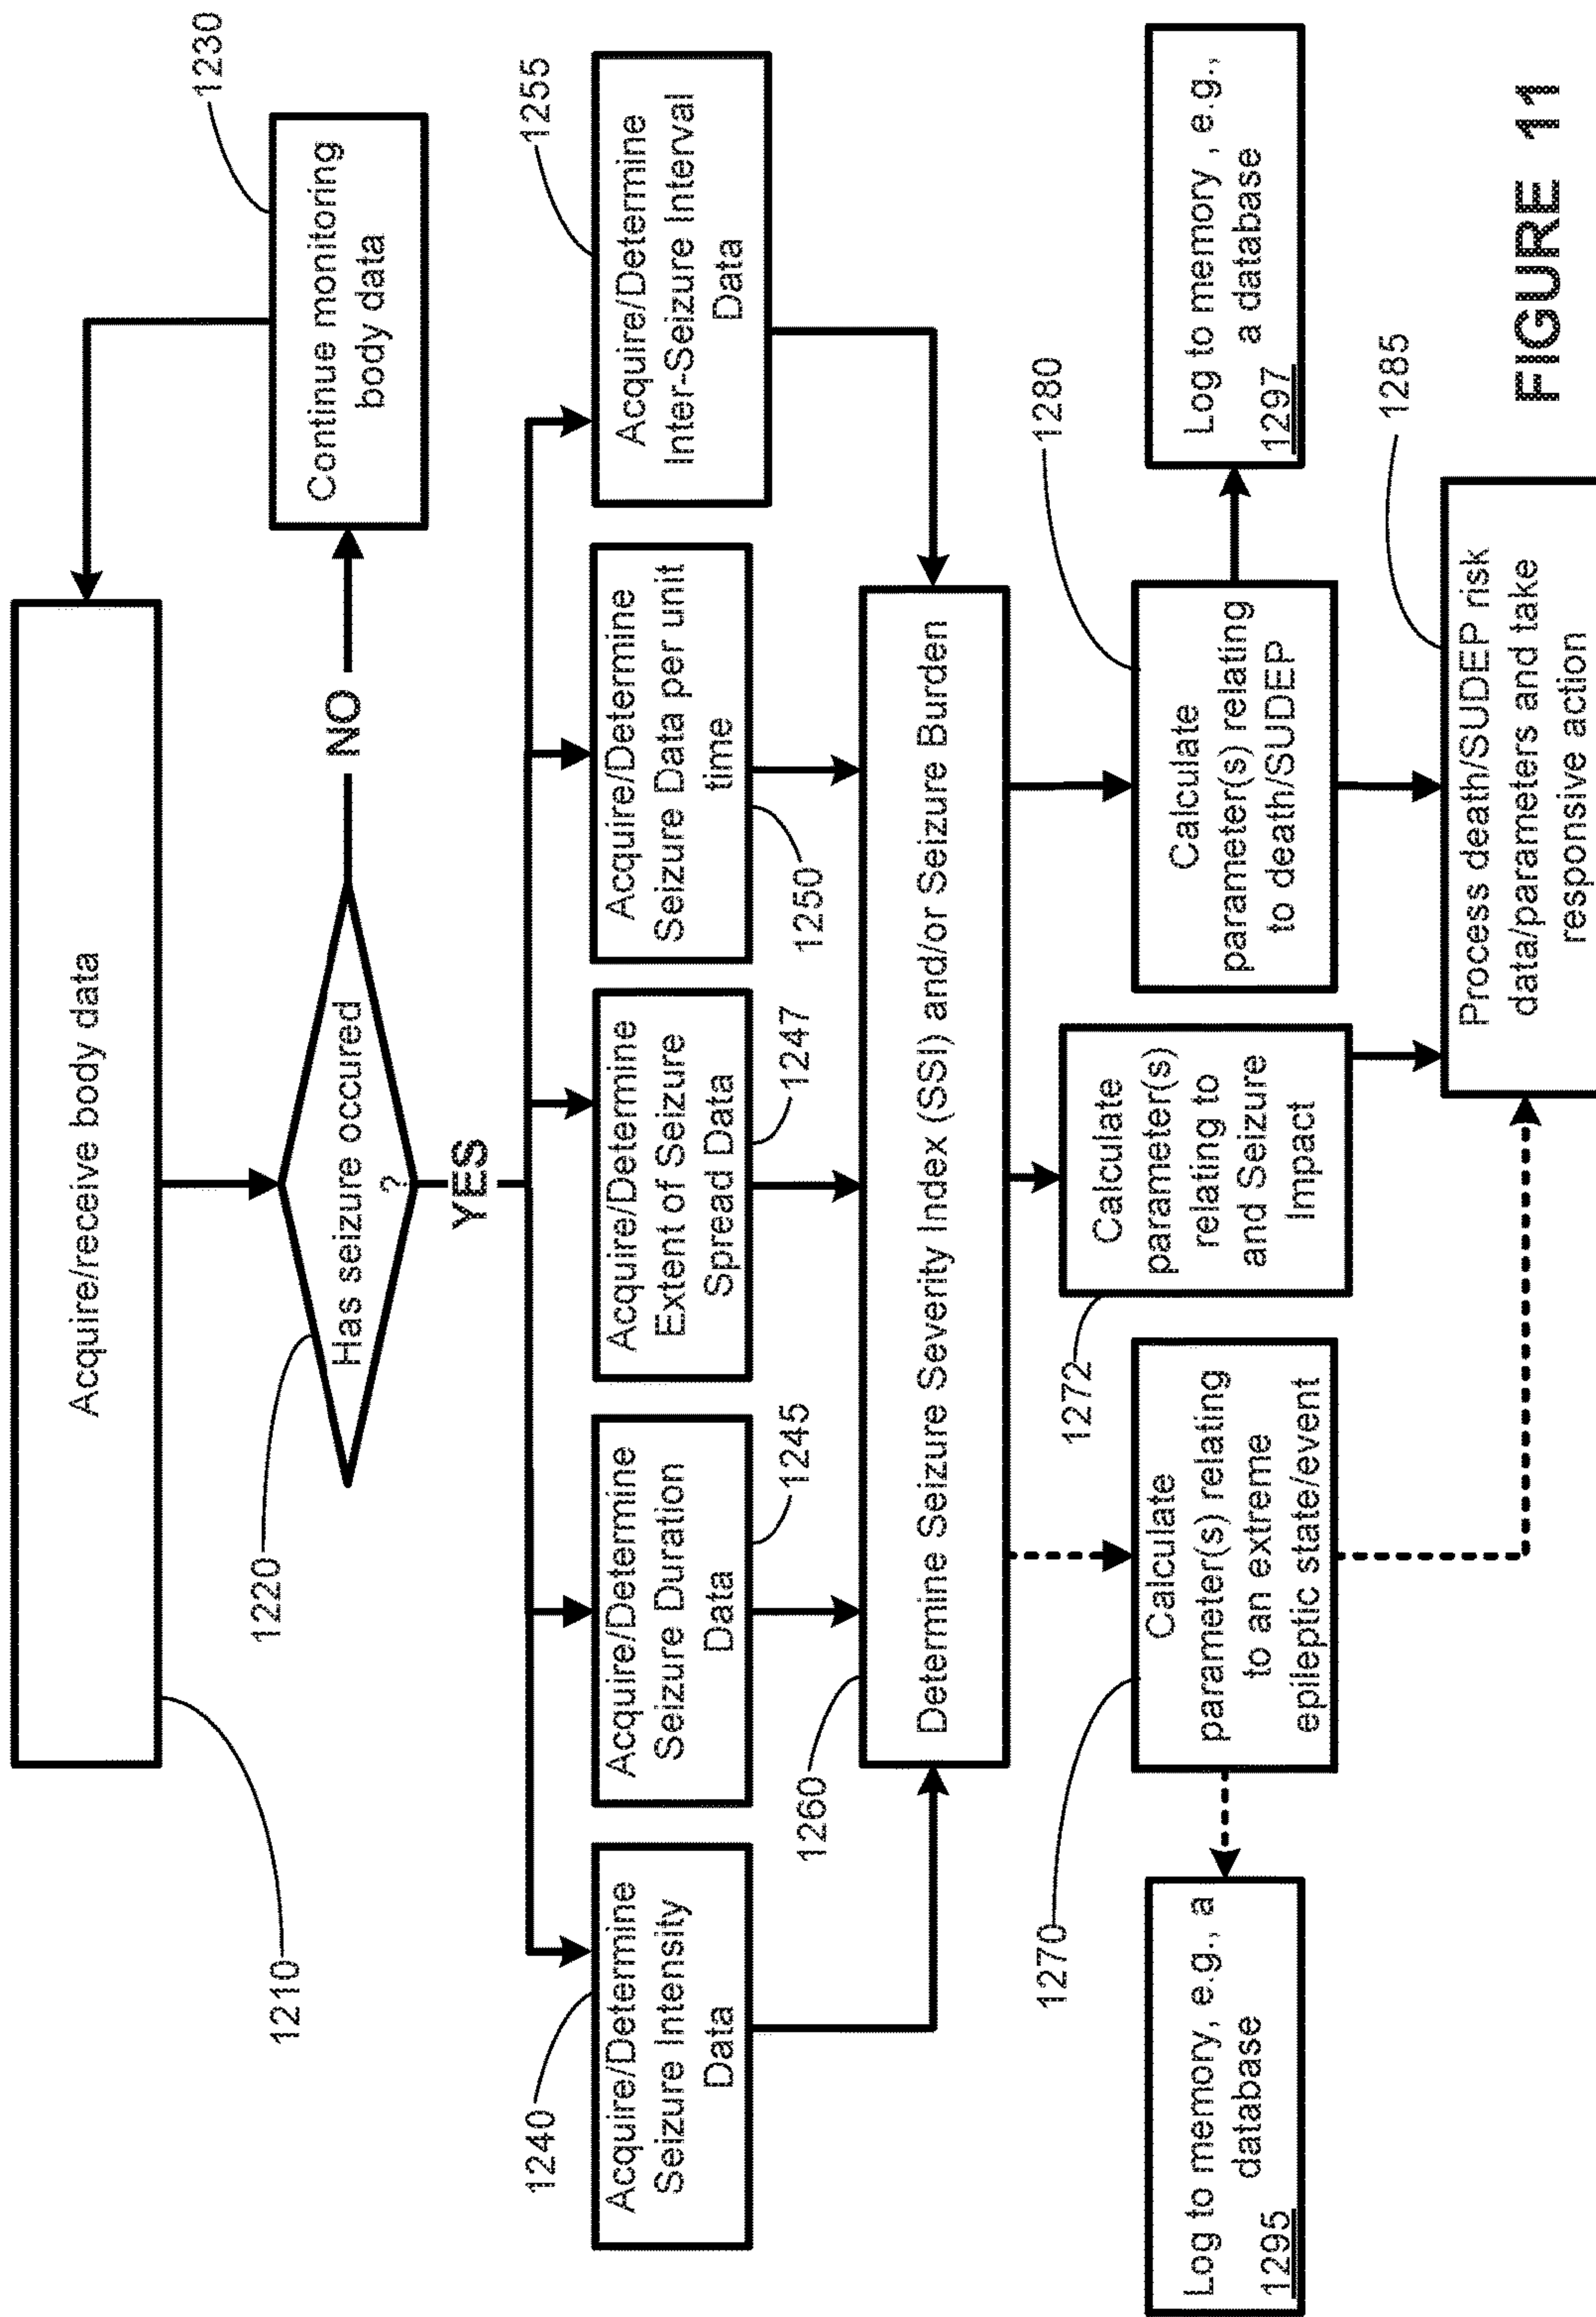 Acquire/receive body data
1210
1220
Has seizure occured
?
NO
Continue monitoring
body data
1230
YES
1240
Acquire/Determine
Seizure Intensity
Data
Acquire/Determine
Seizure Duration
Data
1245
Acquire/Determine
Extent of Seizure
Spread Data
1247
Acquire/Determine
Seizure Data per unit
time
1250
Acquire/Determine
Inter-Seizure Interval
Data
1255
1260
Determine Seizure Severity Index (SSI) and/or Seizure Burden
Log to memory, e.g., a
database
1295
1270
Calculate
parameter(s) relating
to an extreme
epileptic state/event
1272
Calculate
parameter(s)
relating to
and Seizure
Impact
Calculate
parameter(s) relating
to death/SUDEP
1280
Log to memory , e.g.,
a database
1297
Process death/SUDEP risk
data/parameters and take
responsive action
1285
FIGURE 11